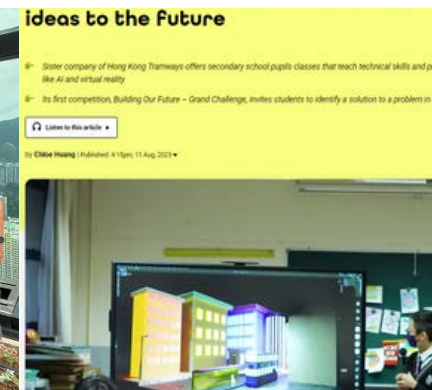 ideas to the Future
Sister company of Hong Kong Tramways offers secondary school pupils classes that teach technical skills and
like AI and virtual reality
Its first competition, Building Our Future – Grand Challenge, invites students to identify a solution to a problem in
Listen to this article
by Chloe Huang | Published: 4:15pm, 11 Aug, 2023